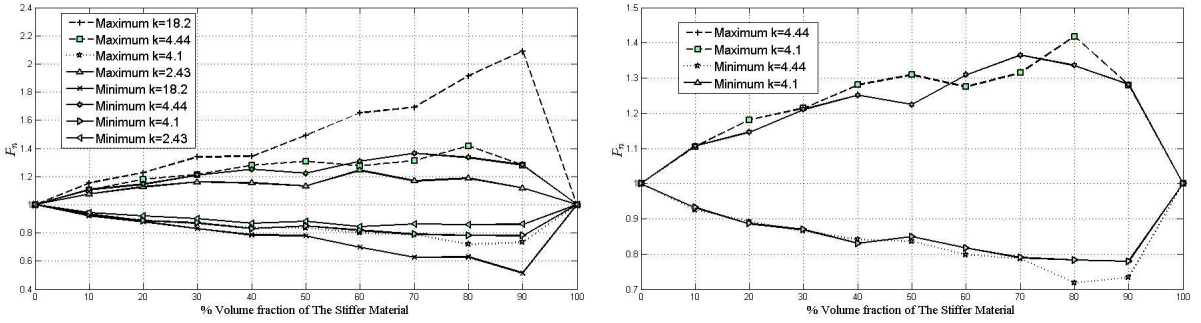 2.4
2.2
2
1.8
1.6
1.4
1.2
1
0.8
0.6
0.4
E_n
Maximum k=18.2
Maximum k=4.44
Maximum k=4.1
Maximum k=2.43
Minimum k=18.2
Minimum k=4.44
Minimum k=4.1
Minimum k=2.43
0 10 20 30 40 50 60 70 80 90 100
% Volume fraction of The Stiffer Material
1.5
1.4
1.3
1.2
1.1
1
0.9
0.8
0.7
E_n
Maximum k=4.44
Maximum k=4.1
Minimum k=4.44
Minimum k=4.1
0 10 20 30 40 50 60 70 80 90 100
% Volume fraction of The Stiffer Material